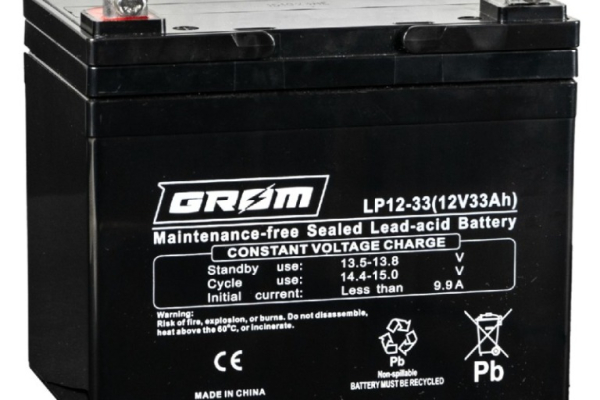 GRØM
LP12-33(12V33Ah)
Maintenance-free Sealed Lead-acid Battery
CONSTANT VOLTAGE CHARGE
Standby use: 13.5-13.8 V
Cycle use: 14.4-15.0 V
Initial current: Less than 9.9 A
Warning:
Risk of fire, explosion, or burns. Do not disassemble,
heat above the 60°C, or incinerate.
CE
Pb
Non-spillable
BATTERY MUST BE RECYCLED
Pb
MADE IN CHINA